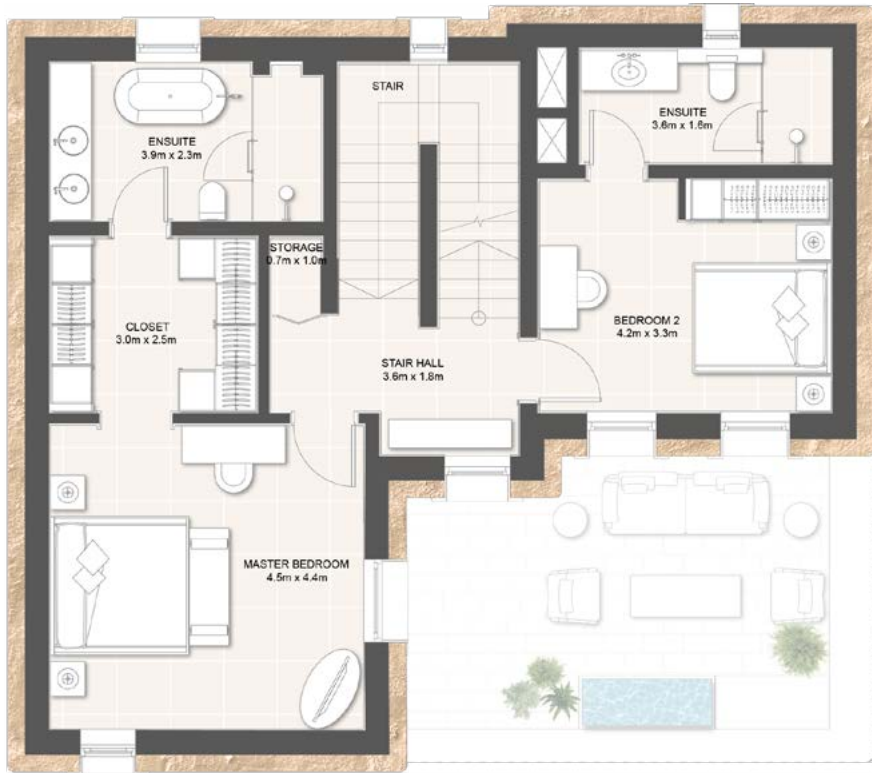 STAIR
ENSUITE
3.9m x 2.3m
ENSUITE
3.6m x 1.6m
STORAGE
0.7m x 1.0m
CLOSET
3.0m x 2.5m
BEDROOM 2
4.2m x 3.3m
STAIR HALL
3.6m x 1.8m
MASTER BEDROOM
4.5m x 4.4m